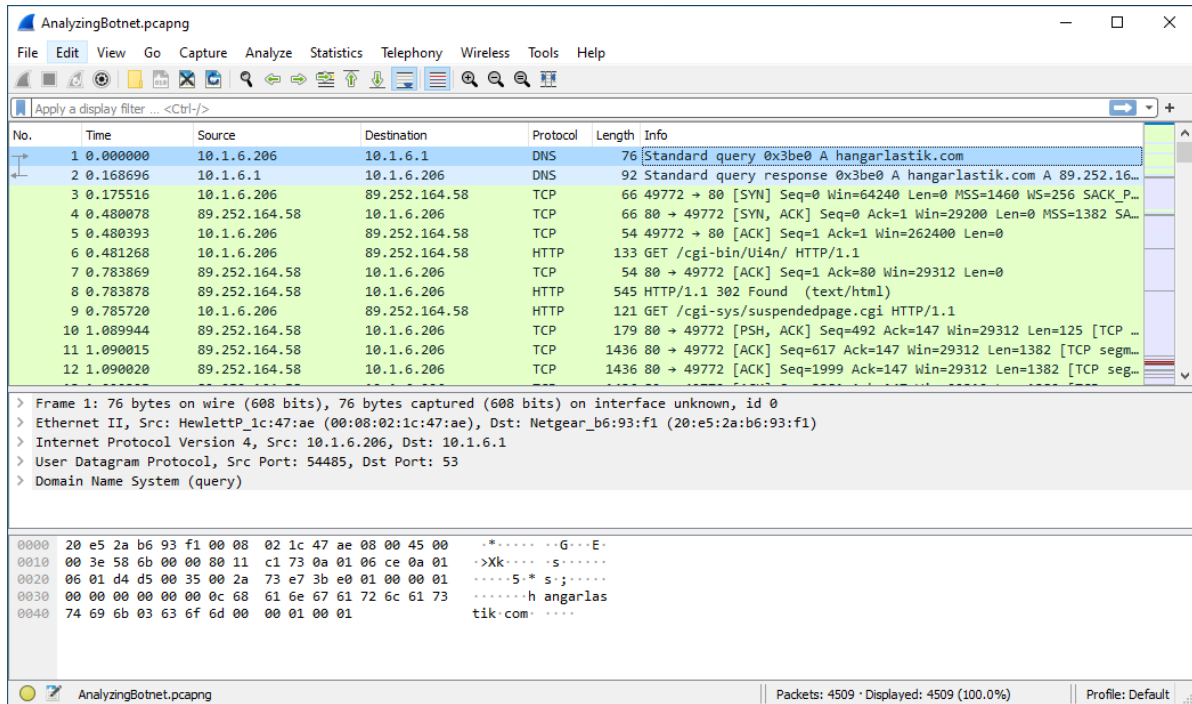 AnalyzingBotnet.pcapng
File Edit View Go Capture Analyze Statistics Telephony Wireless Tools Help
Apply a display filter ... <Ctrl-/>
No. Time Source Destination Protocol Length Info
1 0.000000 10.1.6.206 10.1.6.1 DNS 76 Standard query 0x3be0 A hangarlastik.com
2 0.168696 10.1.6.1 10.1.6.206 DNS 92 Standard query response 0x3be0 A hangarlastik.com A 89.252.16…
3 0.175516 10.1.6.206 89.252.164.58 TCP 66 49772 → 80 [SYN] Seq=0 Win=64240 Len=0 MSS=1460 WS=256 SACK_P…
4 0.480078 89.252.164.58 10.1.6.206 TCP 66 80 → 49772 [SYN, ACK] Seq=0 Ack=1 Win=29200 Len=0 MSS=1382 SA…
5 0.480393 10.1.6.206 89.252.164.58 TCP 54 49772 → 80 [ACK] Seq=1 Ack=1 Win=262400 Len=0
6 0.481268 10.1.6.206 89.252.164.58 HTTP 133 GET /cgi-bin/Ui4n/ HTTP/1.1
7 0.783869 89.252.164.58 10.1.6.206 TCP 54 80 → 49772 [ACK] Seq=1 Ack=80 Win=29312 Len=0
8 0.783878 89.252.164.58 10.1.6.206 HTTP 545 HTTP/1.1 302 Found (text/html)
9 0.785720 10.1.6.206 89.252.164.58 HTTP 121 GET /cgi-sys/suspendedpage.cgi HTTP/1.1
10 1.089944 89.252.164.58 10.1.6.206 TCP 179 80 → 49772 [PSH, ACK] Seq=492 Ack=147 Win=29312 Len=125 [TCP …
11 1.090015 89.252.164.58 10.1.6.206 TCP 1436 80 → 49772 [ACK] Seq=617 Ack=147 Win=29312 Len=1382 [TCP segm…
12 1.090020 89.252.164.58 10.1.6.206 TCP 1436 80 → 49772 [ACK] Seq=1999 Ack=147 Win=29312 Len=1382 [TCP seg…
> Frame 1: 76 bytes on wire (608 bits), 76 bytes captured (608 bits) on interface unknown, id 0
> Ethernet II, Src: HewlettP_1c:47:ae (00:08:02:1c:47:ae), Dst: Netgear_b6:93:f1 (20:e5:2a:b6:93:f1)
> Internet Protocol Version 4, Src: 10.1.6.206, Dst: 10.1.6.1
> User Datagram Protocol, Src Port: 54485, Dst Port: 53
> Domain Name System (query)
0000 20 e5 2a b6 93 f1 00 08 02 1c 47 ae 08 00 45 00 ·*····· ··G···E·
0010 00 3e 58 6b 00 00 80 11 c1 73 0a 01 06 ce 0a 01 ·>Xk···· ·s······
0020 06 01 d4 d5 00 35 00 2a 73 e7 3b e0 01 00 00 01 ·····5·* s·;·····
0030 00 00 00 00 00 00 0c 68 61 6e 67 61 72 6c 61 73 ·······h angarlas
0040 74 69 6b 03 63 6f 6d 00 00 01 00 01 tik·com· ····
AnalyzingBotnet.pcapng Packets: 4509 · Displayed: 4509 (100.0%) Profile: Default